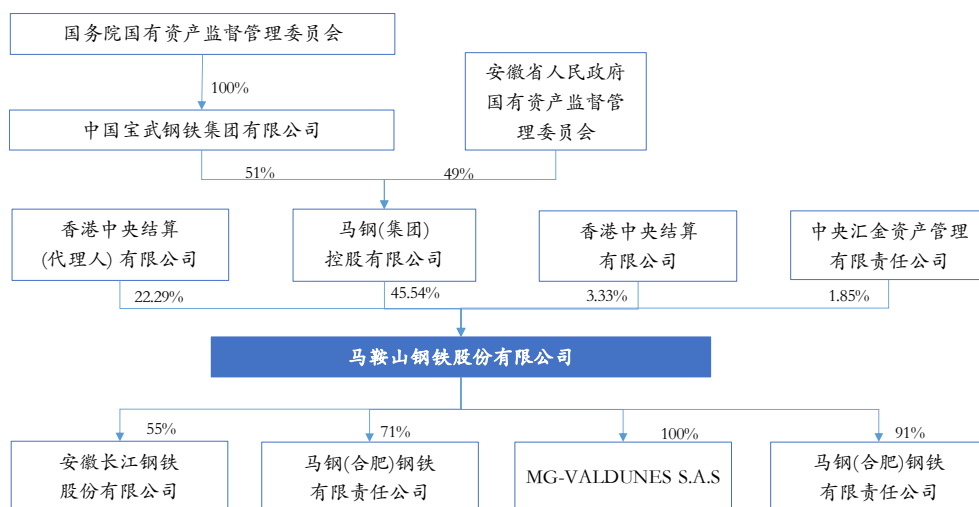 国务院国有资产监督管理委员会
100%
安徽省人民政府
国有资产监督管
理委员会
中国宝武钢铁集团有限公司
51%
49%
香港中央结算
(代理人) 有限公司
马钢(集团)
控股有限公司
香港中央结算
有限公司
中央汇金资产管理
有限责任公司
22.29%
45.54%
3.33%
1.85%
马鞍山钢铁股份有限公司
55%
71%
100%
91%
安徽长江钢铁
股份有限公司
马钢(合肥)钢铁
有限责任公司
MG-VALDUNES S.A.S
马钢(合肥)钢铁
有限责任公司